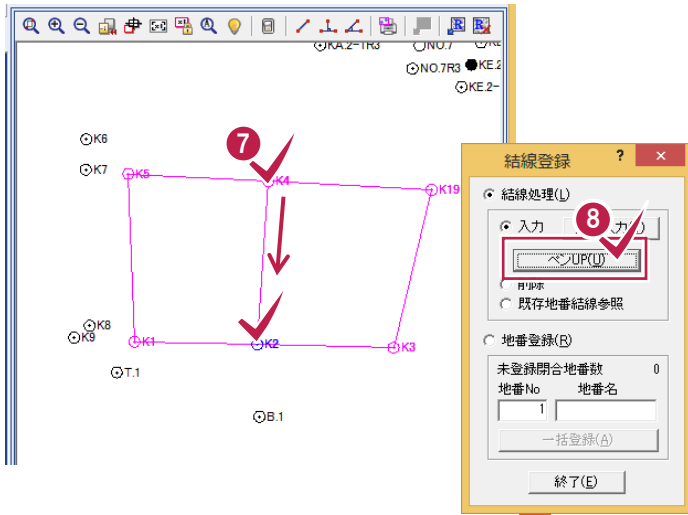 KA.2-1R3
NO.7
NO.7R3
KE.2
KE.2-
K6
K7
K5
K4
K19
K8
K9
K1
K2
K3
T.1
B.1
7
結線登録
?
×
結線処理(L)
入力
8
ペンUP(U)
削除
既存地番結線参照
地番登録(R)
未登録閉合地番数 0
地番No 地番名
1
一括登録(A)
終了(E)